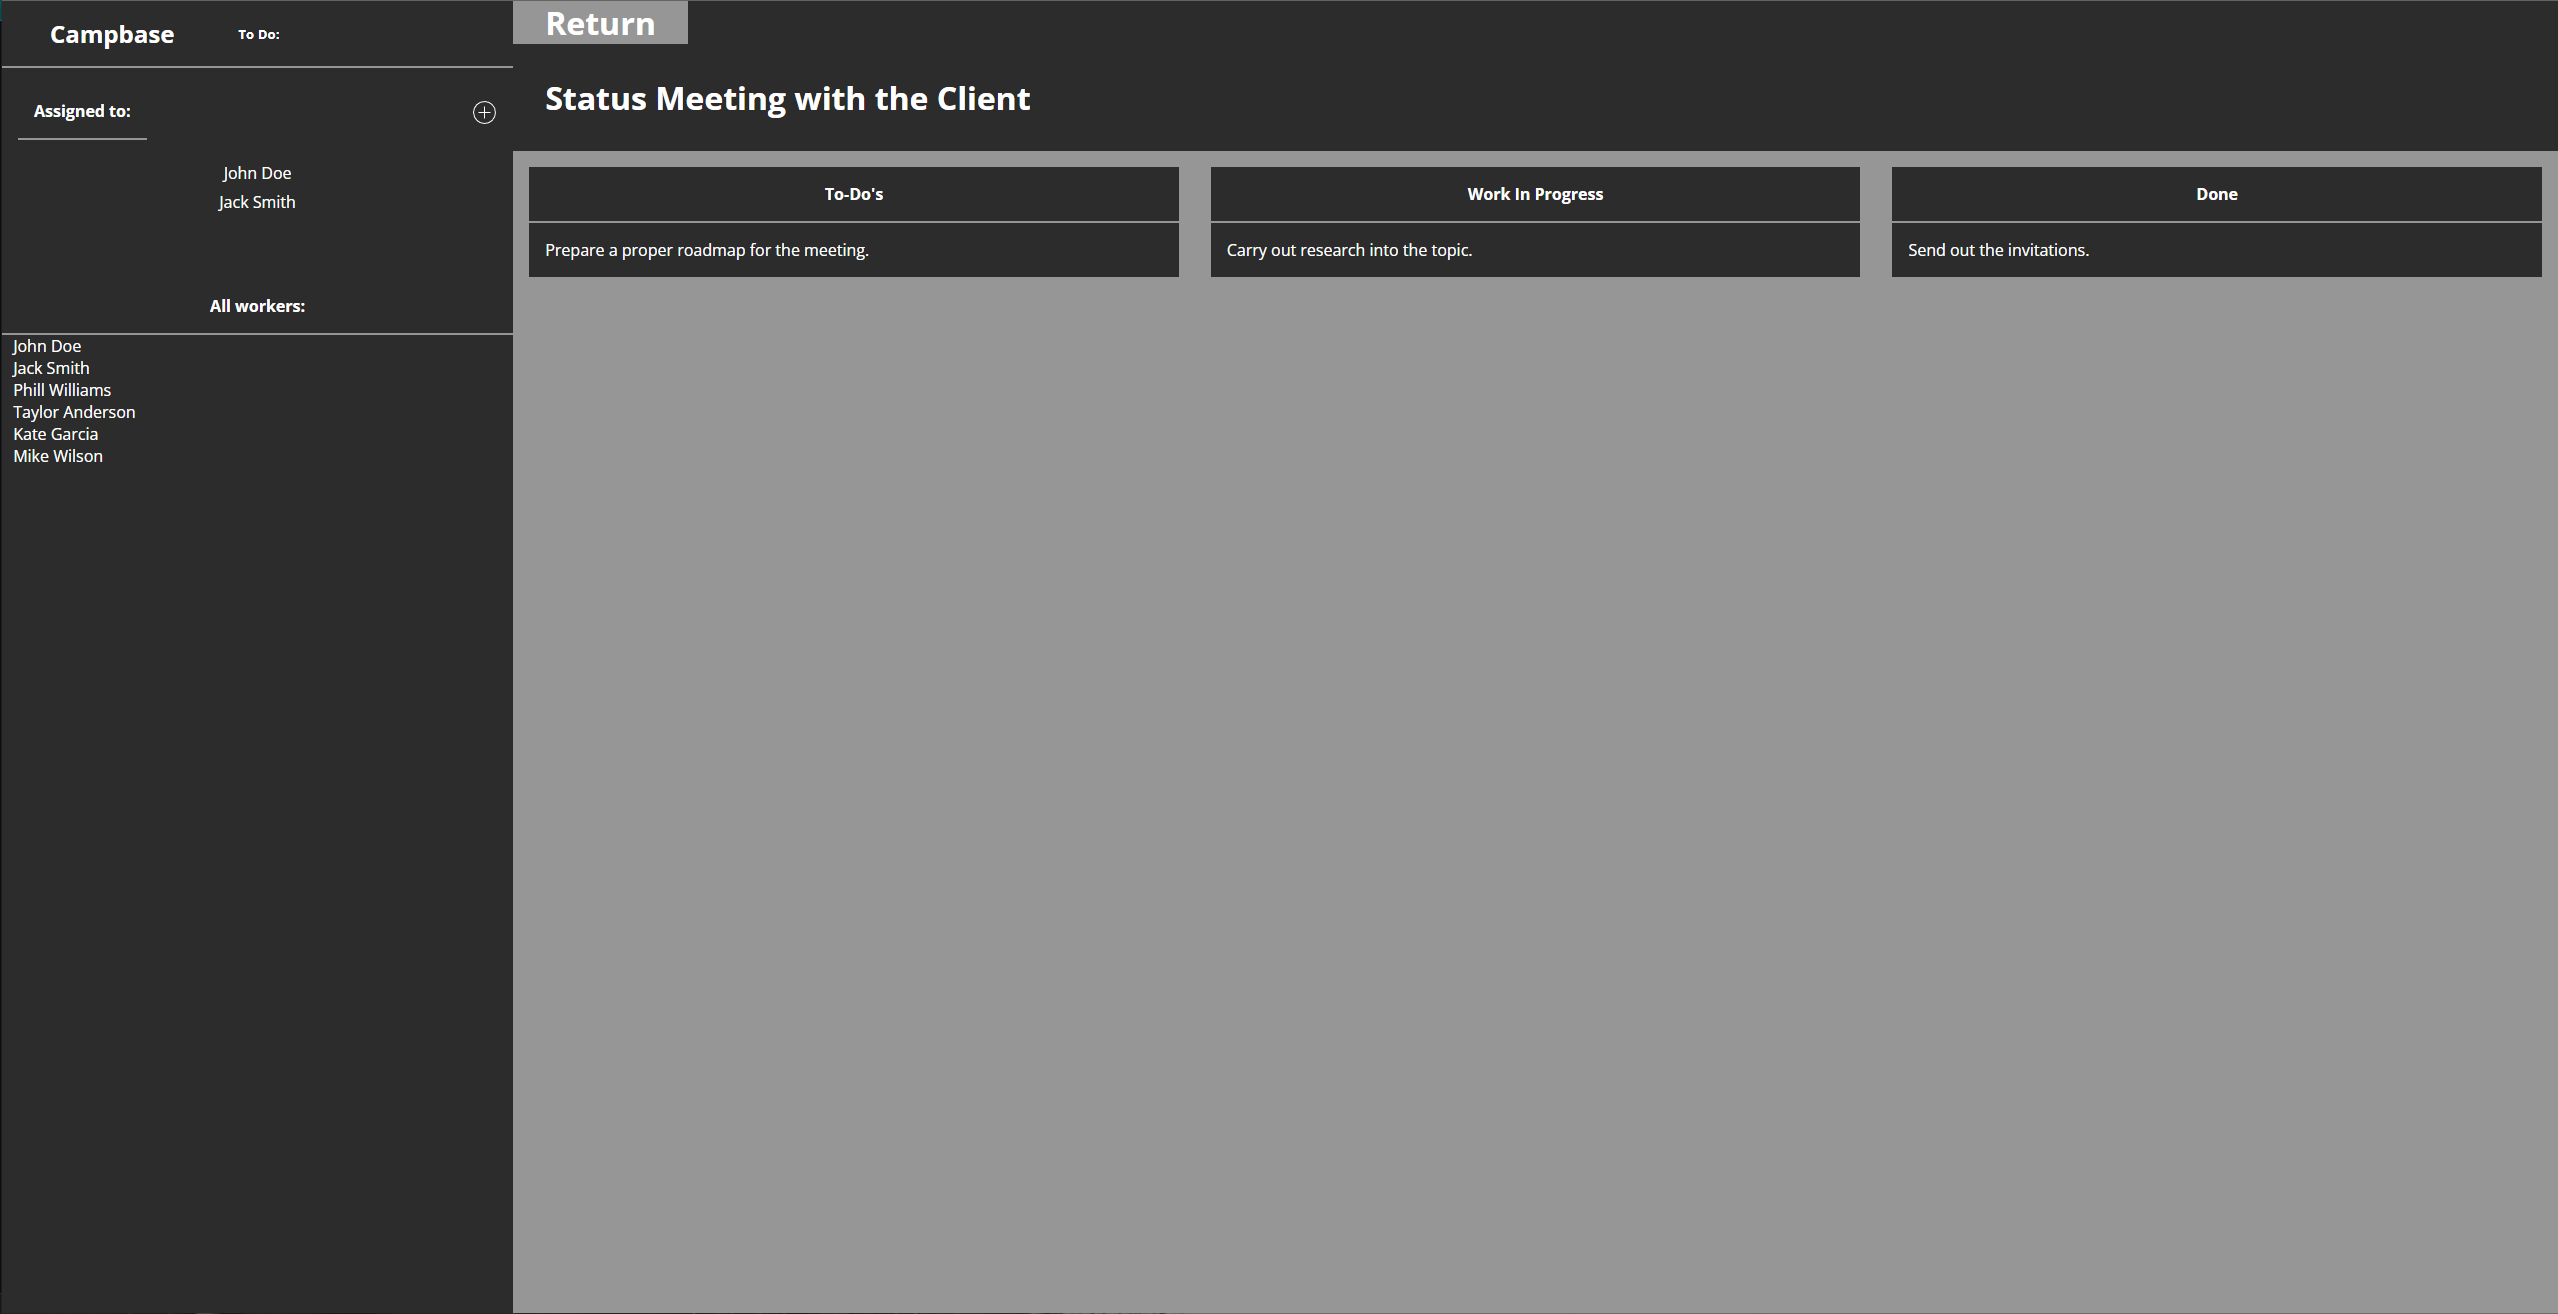 Campbase
To Do:
Assigned to:
John Doe
Jack Smith
All workers:
John Doe
Jack Smith
Phill Williams
Taylor Anderson
Kate Garcia
Mike Wilson
Return
Status Meeting with the Client
To-Do's
Prepare a proper roadmap for the meeting.
Work In Progress
Carry out research into the topic.
Done
Send out the invitations.